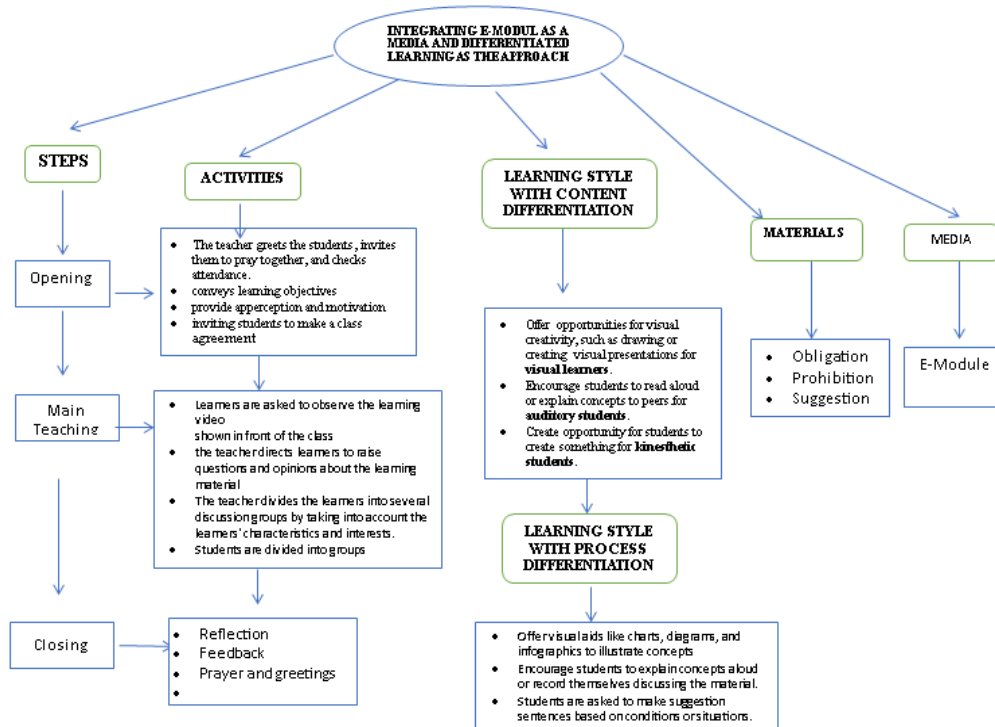 INTEGRATING E-MODUL AS A
MEDIA AND DIFFERENTIATED
LEARNING AS THE APPROACH
STEPS
ACTIVITIES
LEARNING STYLE
WITH CONTENT
DIFFERENTIATION
MATERIALS
MEDIA
Opening
• The teacher greets the students, invites
them to pray together, and checks
attendance.
• conveys learning objectives
• provide apperception and motivation
• inviting students to make a class
agreement
• Offer opportunities for visual
creativity, such as drawing or
creating visual presentations for
visual learners.
• Encourage students to read aloud
or explain concepts to peers for
auditory students.
• Create opportunity for students to
create something for kinesthetic
students.
• Obligation
• Prohibition
• Suggestion
E-Module
Main
Teaching
• Learners are asked to observe the learning
video
shown in front of the class
• the teacher directs learners to raise
questions and opinions about the learning
material
• The teacher divides the learners into several
discussion groups by taking into account the
learners' characteristics and interests.
• Students are divided into groups
LEARNING STYLE
WITH PROCESS
DIFFERENTIATION
Closing
• Reflection
• Feedback
• Prayer and greetings
•
• Offer visual aids like charts, diagrams, and
infographics to illustrate concepts
• Encourage students to explain concepts aloud
or record themselves discussing the material.
• Students are asked to make suggestion
sentences based on conditions or situations.